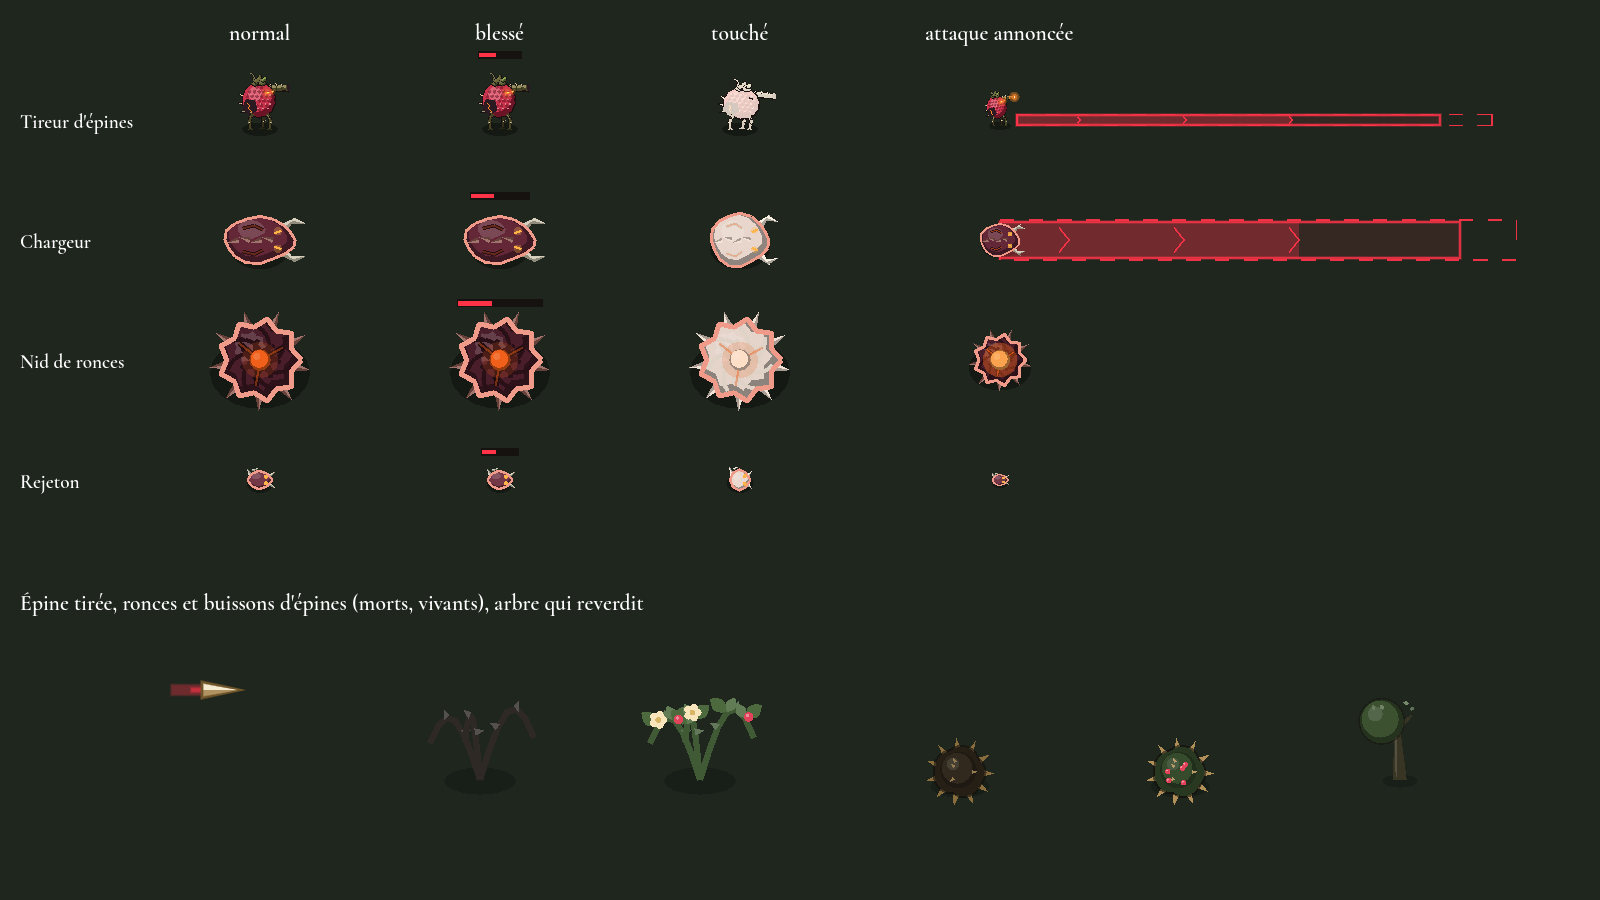 normal
blessé
touché
attaque annoncée
Tireur d'épines
Chargeur
Nid de ronces
Rejeton
Épine tirée, ronces et buissons d'épines (morts, vivants), arbre qui reverdit